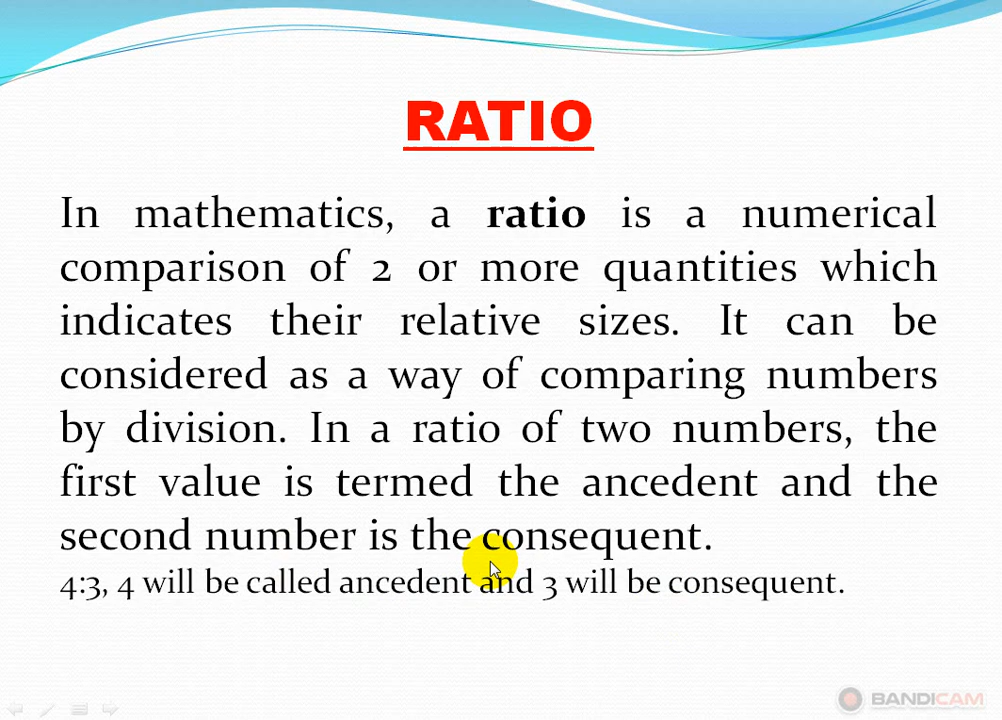 RATIO
In mathematics, a ratio is a numerical
comparison of 2 or more quantities which
indicates their relative sizes. It can be
considered as a way of comparing numbers
by division. In a ratio of two numbers, the
first value is termed the ancedent and the
second number is the consequent.
4:3, 4 will be called ancedent and 3 will be consequent.
BANDICAM